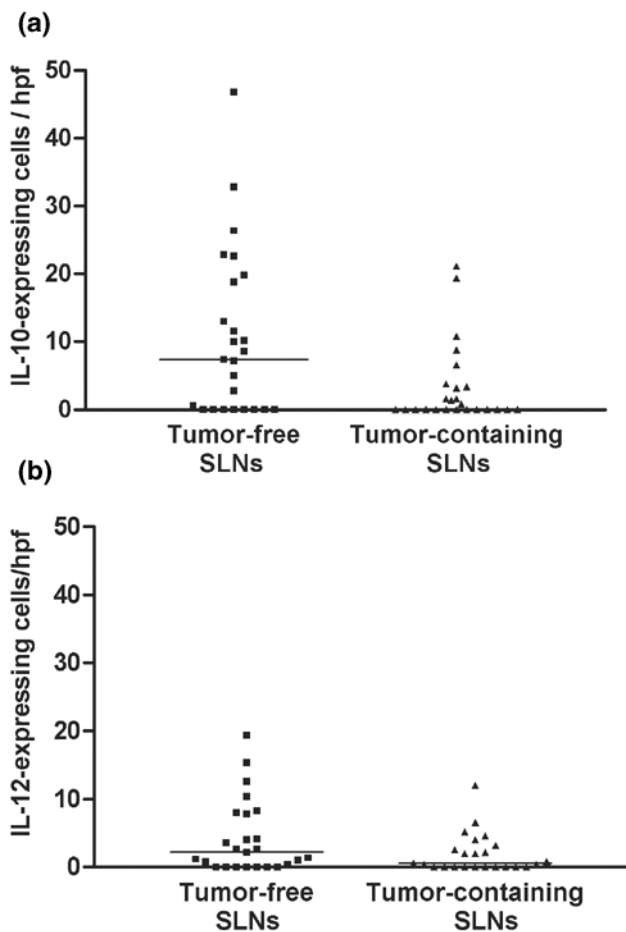 (a)
IL-10-expressing cells / hpf
50
40
30
20
10
0
Tumor-free
SLNs
Tumor-containing
SLNs
(b)
IL-12-expressing cells/hpf
50
40
30
20
10
0
Tumor-free
SLNs
Tumor-containing
SLNs